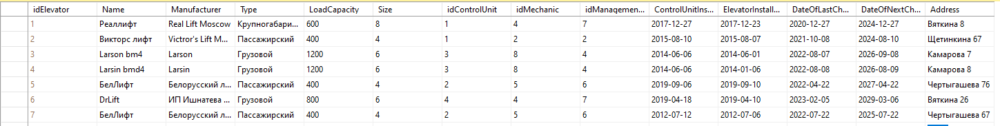 idElevator Name Manufacturer Type LoadCapacity Size idControlUnit idMechanic idManagemen... ControlUnitIns... ElevatorInstall... DateOfLastCh... DateOfNextCh... Address
1 Реаллифт Real Lift Moscow Крупногабари... 600 8 1 4 7 2017-12-27 2017-12-23 2020-12-27 2024-12-27 Вяткина 8
2 Викторс лифт Victror's Lift M... Пассажирский 400 4 1 2 2 2015-08-10 2015-08-07 2021-10-08 2024-08-10 Щетинкина 67
3 Larson bm4 Larson Грузовой 1200 6 3 8 4 2014-06-06 2014-06-01 2022-08-07 2026-09-08 Камарова 7
4 Larsin bmd4 Larsin Грузовой 1200 6 3 8 4 2014-06-06 2014-01-06 2022-08-08 2026-08-09 Камарова 8
5 БелЛифт Белорусский л... Пассажирский 400 4 2 5 6 2019-09-06 2019-09-10 2022-04-22 2027-04-22 Чертыгашева 76
6 DrLift ИП Ишнатева ... Грузовой 800 6 4 4 7 2019-04-18 2019-04-10 2023-02-05 2029-03-06 Вяткина 26
7 БелЛифт Белорусский л... Пассажирский 400 4 2 5 6 2012-07-12 2012-07-06 2022-07-22 2025-07-22 Чертыгашева 67